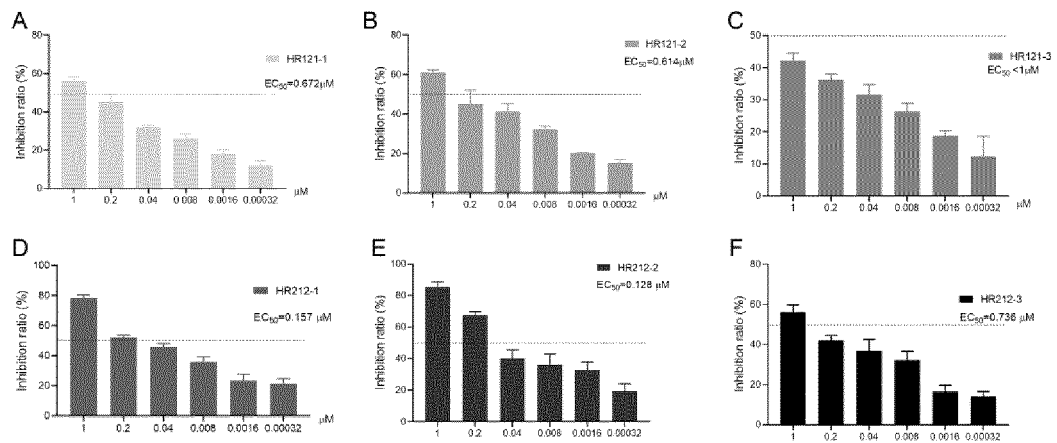 A
Inhibition ratio (%)
80
60
40
20
0
HR121-1
EC50=0.672μM
1 0.2 0.04 0.008 0.0016 0.00032 μM
B
Inhibition ratio (%)
80
60
40
20
0
HR121-2
EC50=0.614μM
1 0.2 0.04 0.008 0.0016 0.00032 μM
C
Inhibition ratio (%)
50
40
30
20
10
0
HR121-3
EC50 <1μM
1 0.2 0.04 0.008 0.0016 0.00032 μM
D
Inhibition ratio (%)
100
80
60
40
20
0
HR212-1
EC50=0.157 μM
1 0.2 0.04 0.008 0.0016 0.00032
E
Inhibition ratio (%)
100
80
60
40
20
0
HR212-2
EC50=0.128 μM
1 0.2 0.04 0.008 0.0016 0.00032
F
Inhibition ratio (%)
80
60
40
20
0
HR212-3
EC50=0.736 μM
1 0.2 0.04 0.008 0.0016 0.00032